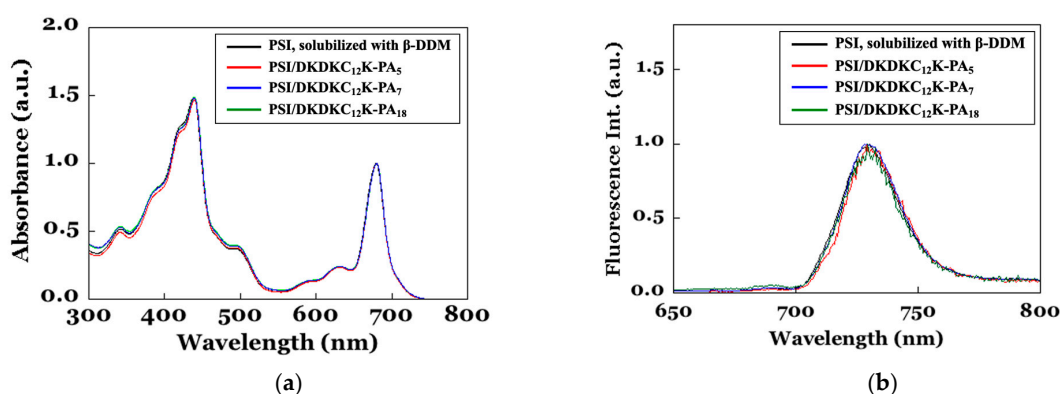 2.0
1.5
1.0
0.5
0.0
300 400 500 600 700 800
Absorbance (a.u.)
Wavelength (nm)
PSI, solubilized with β-DDM
PSI/DKDKC₁₂K-PA₅
PSI/DKDKC₁₂K-PA₇
PSI/DKDKC₁₂K-PA₁₈
(a)
1.0
0.5
0.0
650 700 750 800
Fluorescence Int. (a.u.)
Wavelength (nm)
PSI, solubilized with β-DDM
PSI/DKDKC₁₂K-PA₅
PSI/DKDKC₁₂K-PA₇
PSI/DKDKC₁₂K-PA₁₈
(b)